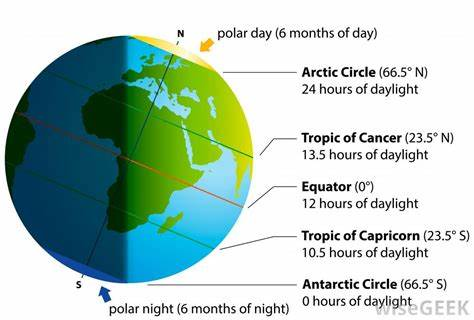 N
polar day (6 months of day)
Arctic Circle (66.5° N)
24 hours of daylight
Tropic of Cancer (23.5° N)
13.5 hours of daylight
Equator (0°)
12 hours of daylight
Tropic of Capricorn (23.5° S)
10.5 hours of daylight
Antarctic Circle (66.5° S)
0 hours of daylight
S
polar night (6 months of night)
wiseGEEK